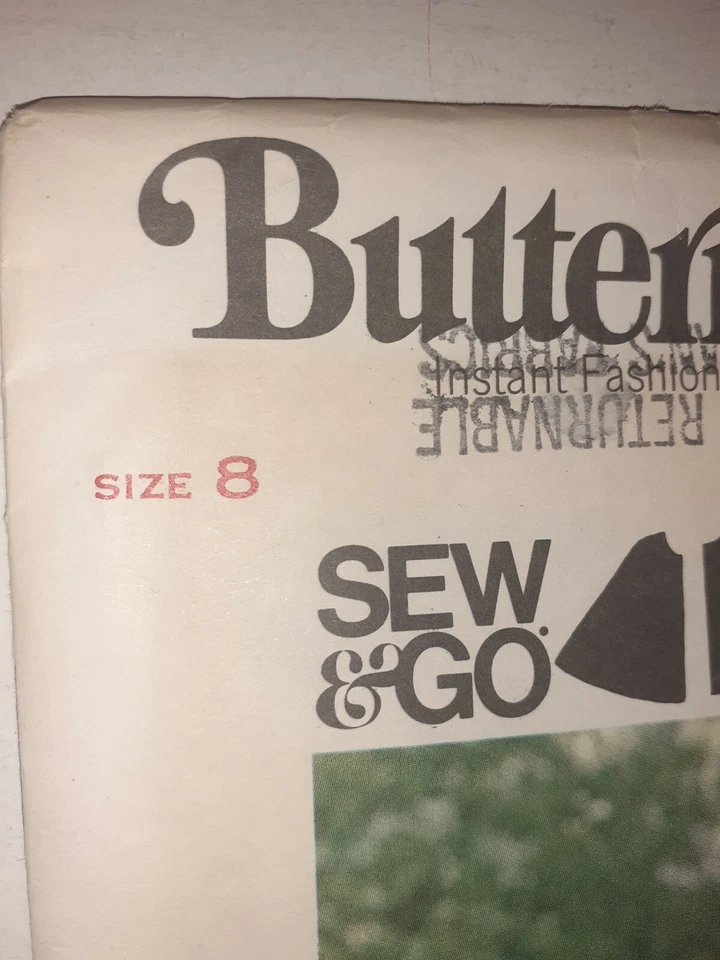 Butter
Instant Fashion
RETURNABLE
SIZE 8
SEW
&GO